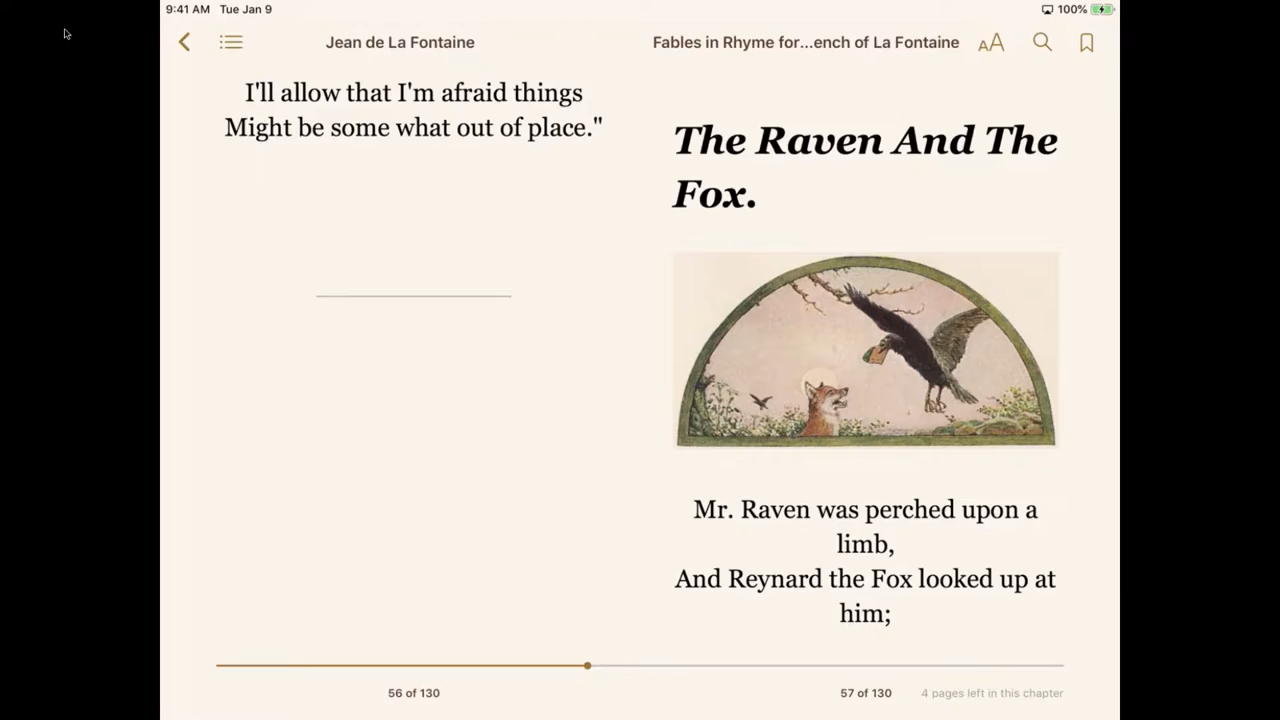 9:41 AM Tue Jan 9
100%
Jean de La Fontaine
Fables in Rhyme for...ench of La Fontaine
AA
I'll allow that I'm afraid things
Might be some what out of place."
The Raven And The
Fox.
Mr. Raven was perched upon a
limb,
And Reynard the Fox looked up at
him;
56 of 130
57 of 130
4 pages left in this chapter